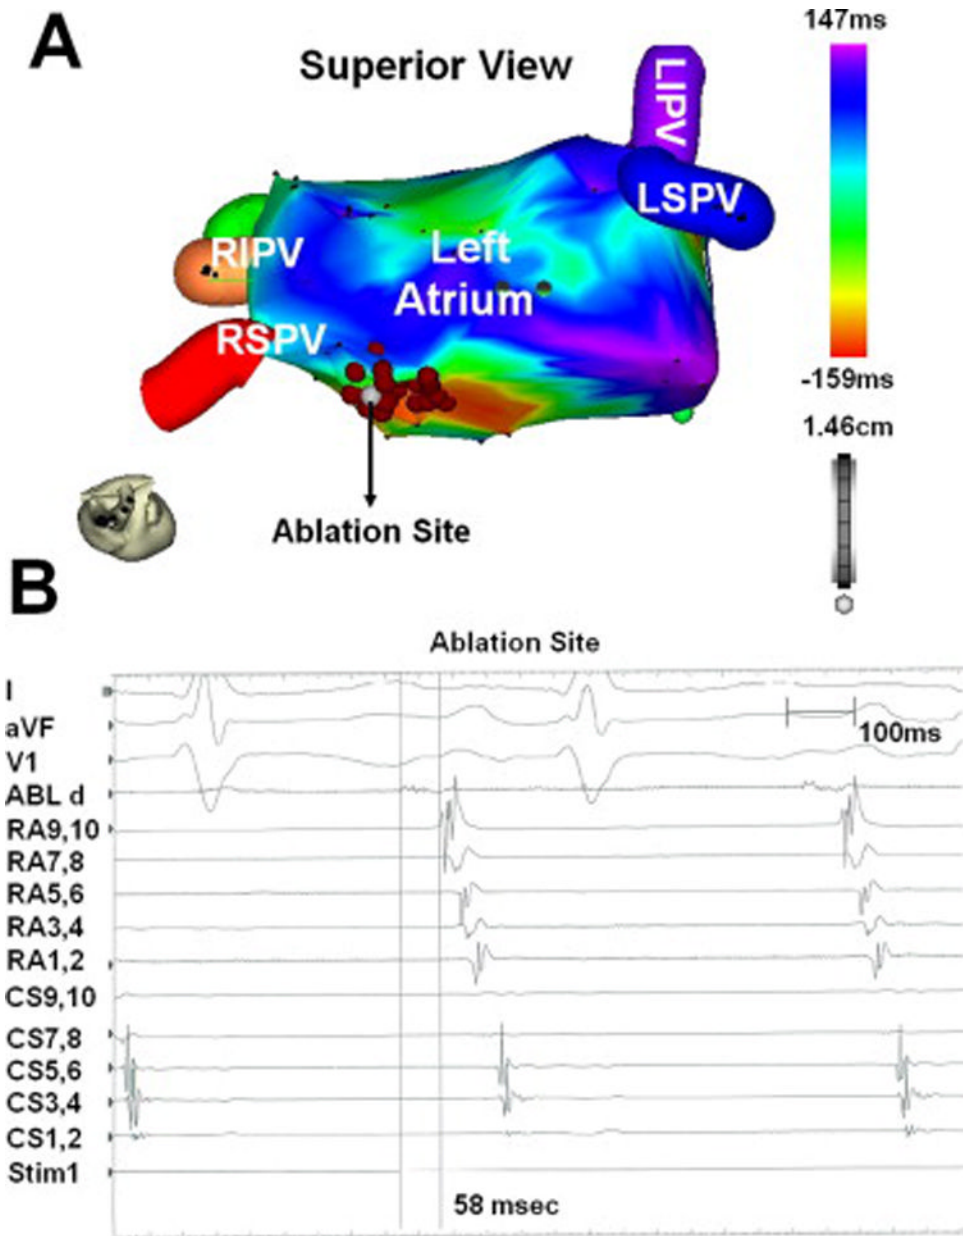 A
Superior View
147ms
LIPV
LSPV
RIPV
Left
Atrium
RSPV
-159ms
1.46cm
Ablation Site
B
Ablation Site
I
aVF
100ms
V1
ABL d
RA9,10
RA7,8
RA5,6
RA3,4
RA1,2
CS9,10
CS7,8
CS5,6
CS3,4
CS1,2
Stim1
58 msec